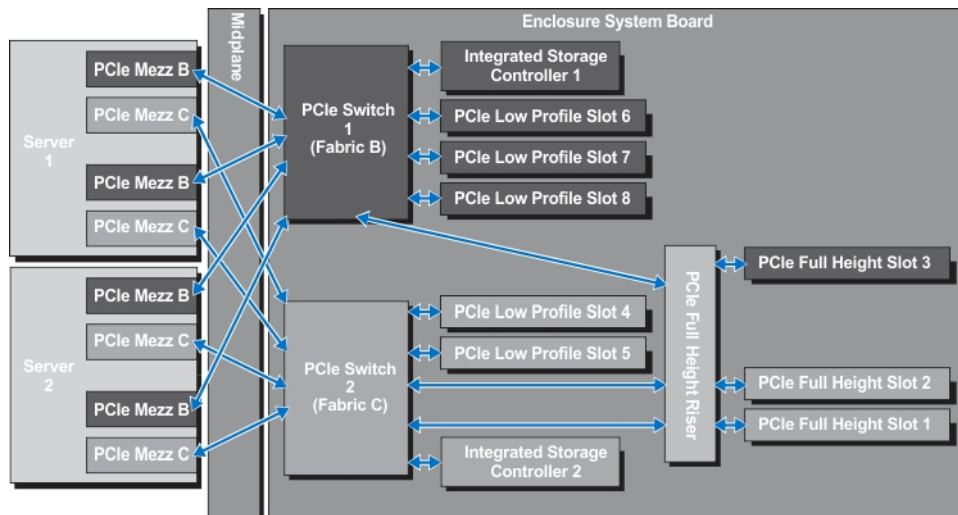 Midplane
Enclosure System Board
Server
1
PCIe Mezz B
PCIe Mezz C
PCIe Mezz B
PCIe Mezz C
Server
2
PCIe Mezz B
PCIe Mezz C
PCIe Mezz B
PCIe Mezz C
PCIe Switch
1
(Fabric B)
Integrated Storage
Controller 1
PCIe Low Profile Slot 6
PCIe Low Profile Slot 7
PCIe Low Profile Slot 8
PCIe Switch
2
(Fabric C)
PCIe Low Profile Slot 4
PCIe Low Profile Slot 5
Integrated Storage
Controller 2
PCIe Full Height Riser
PCIe Full Height Slot 3
PCIe Full Height Slot 2
PCIe Full Height Slot 1